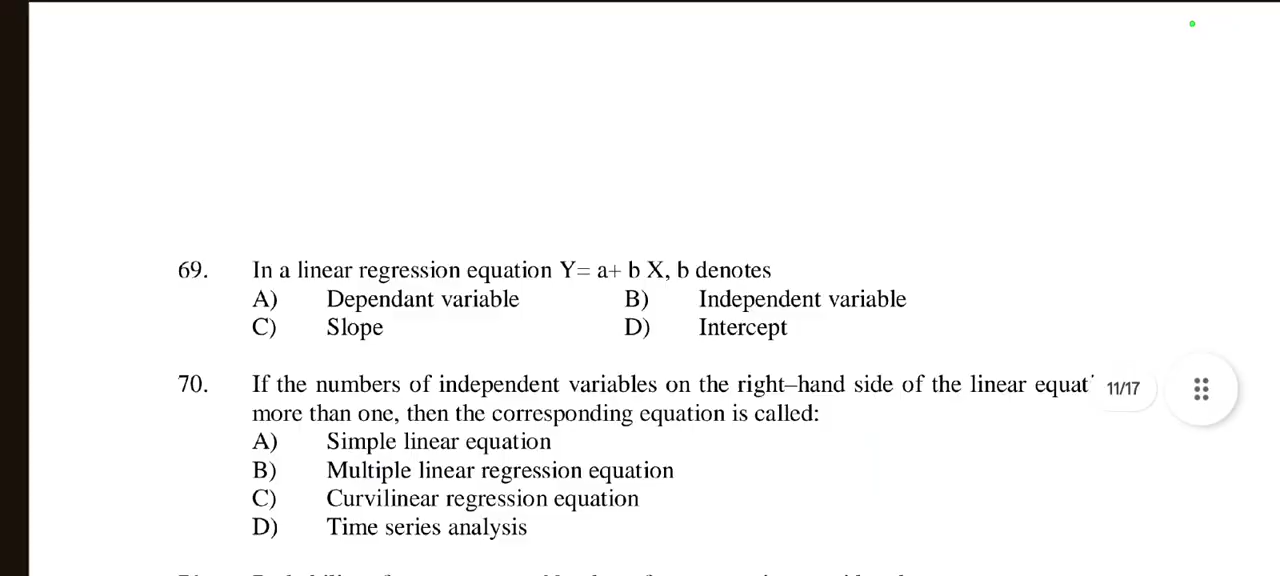 69. In a linear regression equation Y= a+ b X, b denotes
A) Dependant variable B) Independent variable
C) Slope D) Intercept
70. If the numbers of independent variables on the right–hand side of the linear equat
11/17
more than one, then the corresponding equation is called:
A) Simple linear equation
B) Multiple linear regression equation
C) Curvilinear regression equation
D) Time series analysis